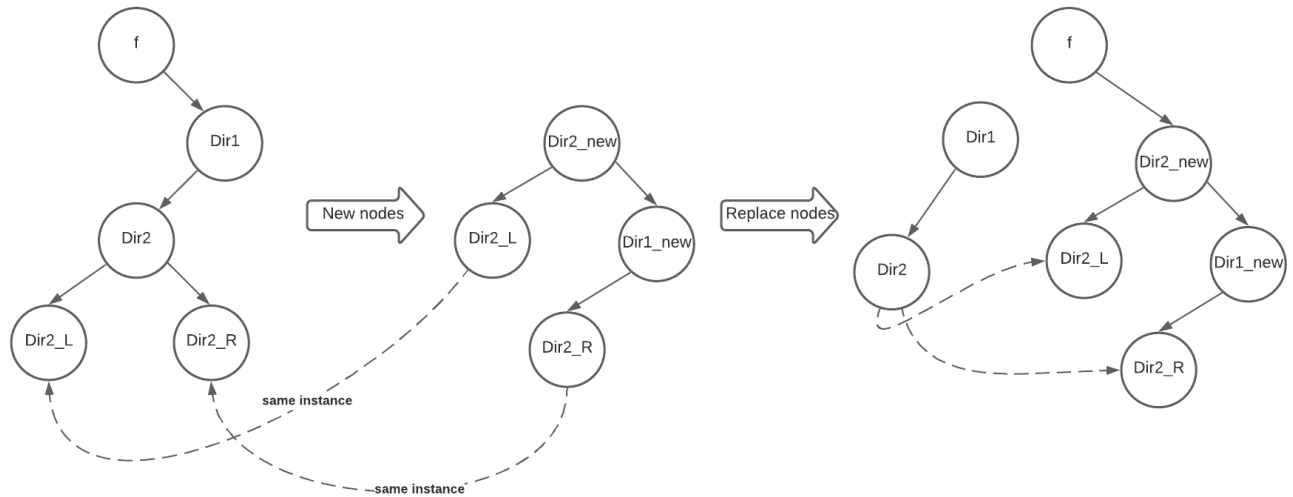 f
Dir1
Dir2
Dir2_L
Dir2_R
same instance
same instance
New nodes
Dir2_new
Dir2_L
Dir1_new
Dir2_R
Replace nodes
f
Dir1
Dir2_new
Dir2
Dir2_L
Dir1_new
Dir2_R